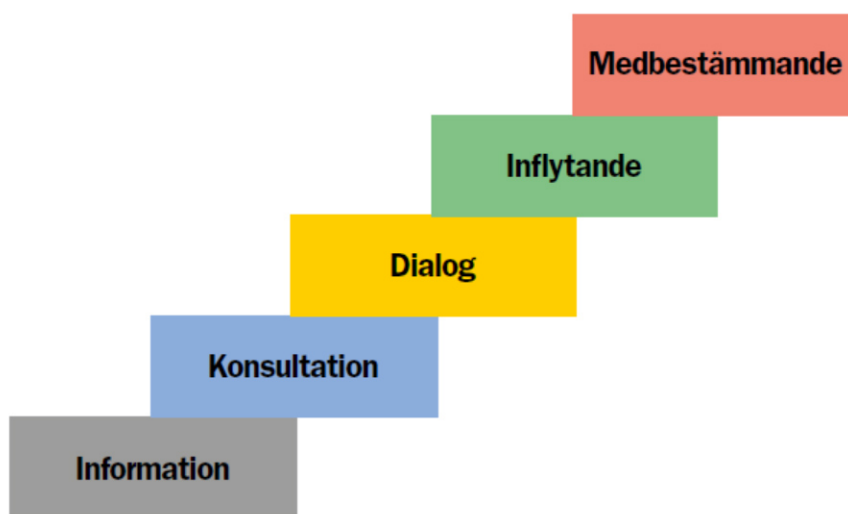 Medbestämmande
Inflytande
Dialog
Konsultation
Information